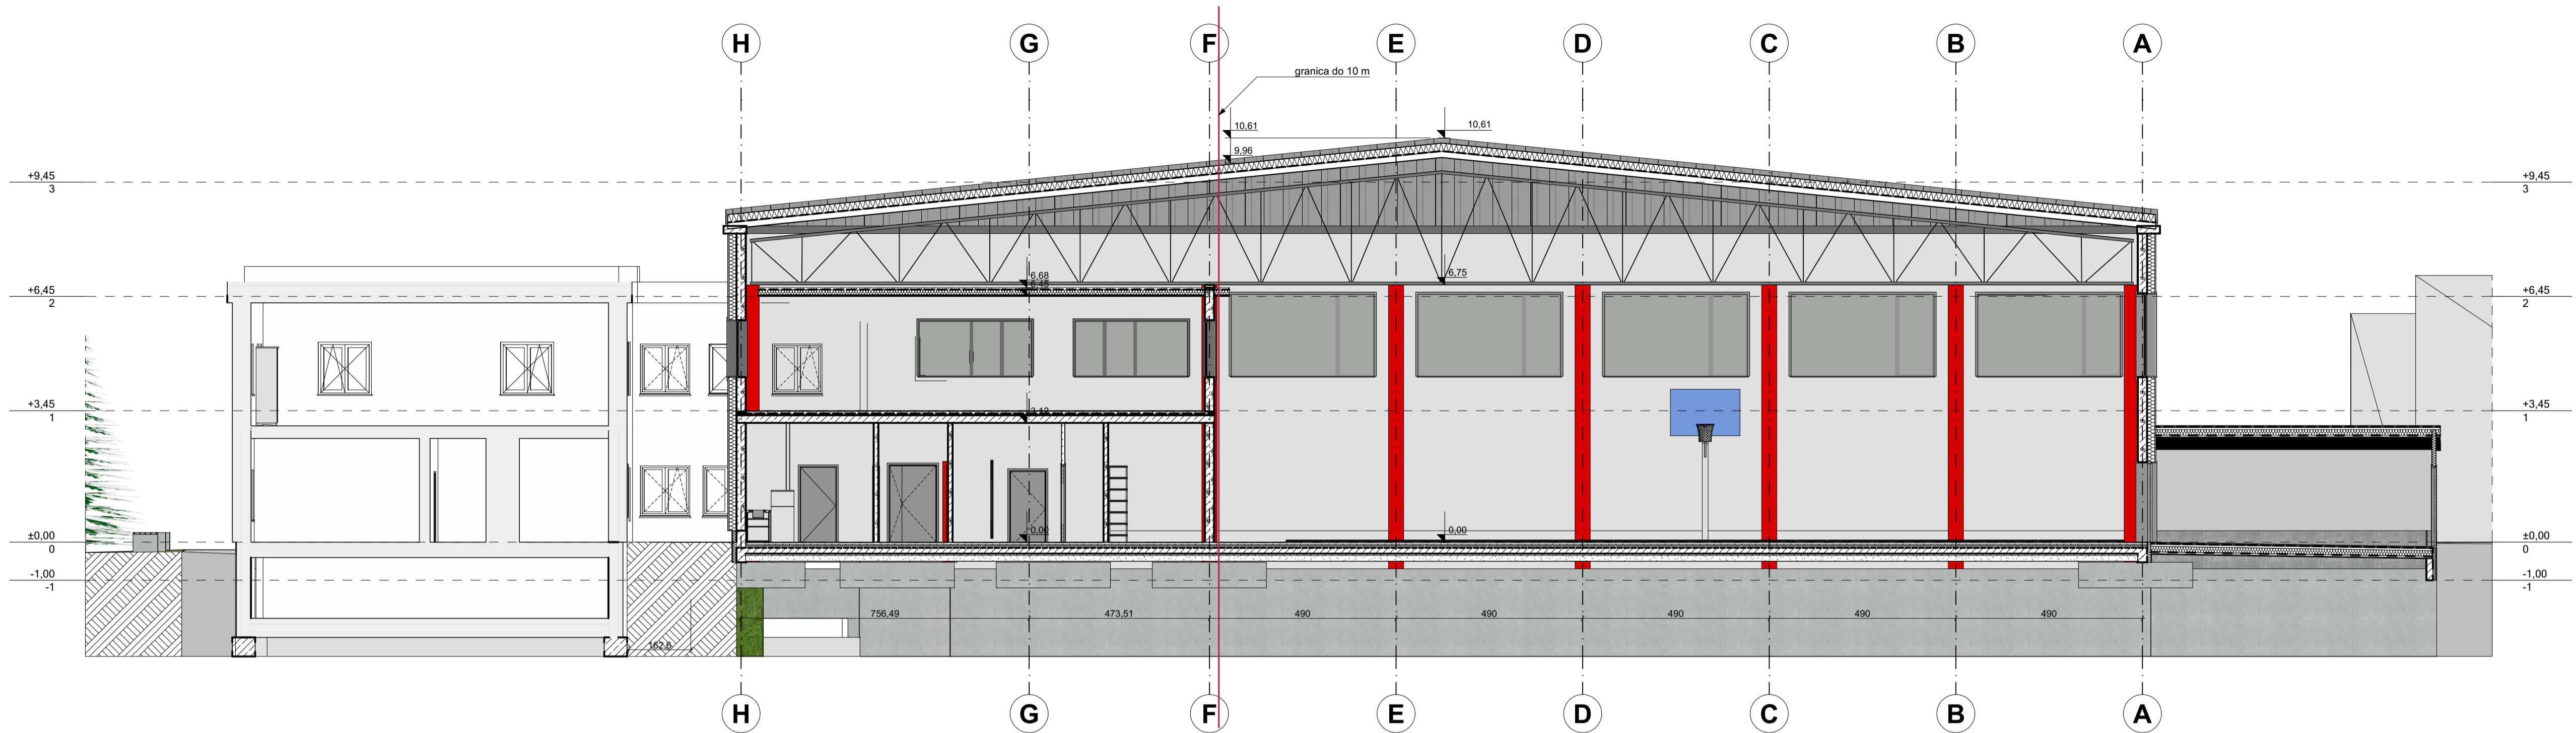 H G F E D C B A
granica do 10 m
10,61 10,61
9,96
+9,45 +9,45
3 3
6,68 6,75
6,45
+6,45 +6,45
2 2
+3,45 +3,45
1 1
±0,00 0,00 0,00 ±0,00
0 0
-1,00 -1,00
-1 -1
756,49 473,51 490 490 490 490 490
162,6
H G F E D C B A